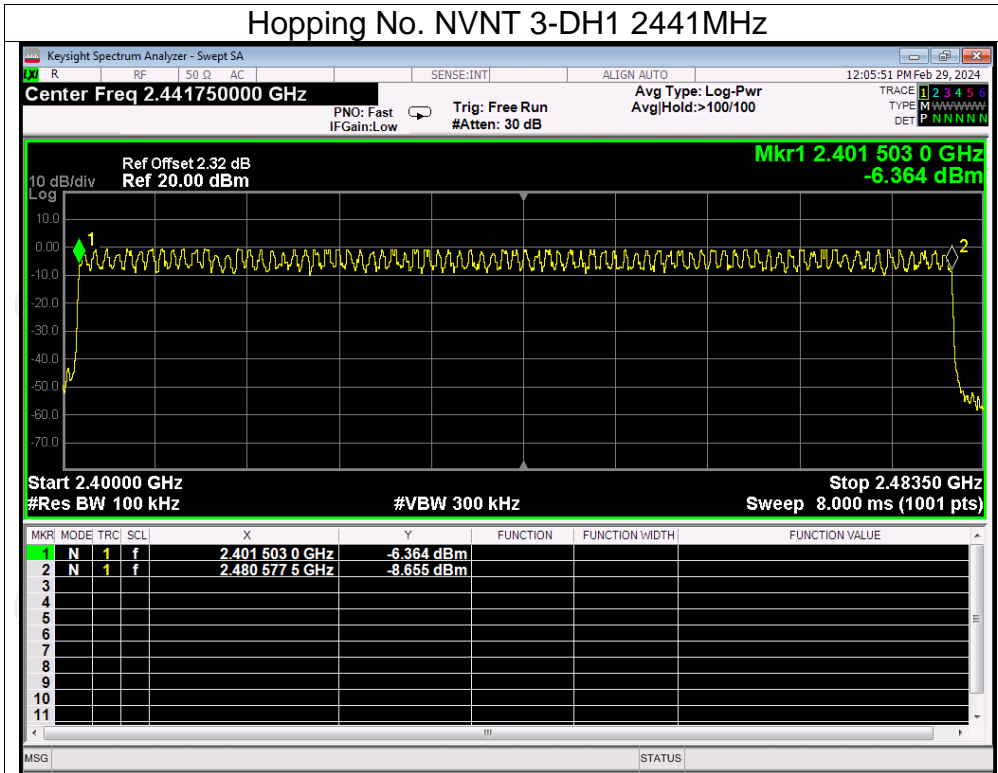 Hopping No. NVNT 3-DH1 2441MHz
Keysight Spectrum Analyzer - Swept SA
LXI R RF 50 Ω AC SENSE:INT ALIGN AUTO 12:05:51 PM Feb 29, 2024
Center Freq 2.441750000 GHz Avg Type: Log-Pwr TRACE 1 2 3 4 5 6
PNO: Fast Trig: Free Run Avg|Hold:>100/100 TYPE M WWWWW
IFGain:Low #Atten: 30 dB DET P N N N N N
Mkr1 2.401 503 0 GHz
Ref Offset 2.32 dB
10 dB/div Ref 20.00 dBm -6.364 dBm
Log
10.0
1
2
0.00
-10.0
-20.0
-30.0
-40.0
-50.0
-60.0
-70.0
Start 2.40000 GHz Stop 2.48350 GHz
#Res BW 100 kHz #VBW 300 kHz Sweep 8.000 ms (1001 pts)
MKR MODE TRC SCL X Y FUNCTION FUNCTION WIDTH FUNCTION VALUE
1 N 1 f 2.401 503 0 GHz -6.364 dBm
2 N 1 f 2.480 577 5 GHz -8.655 dBm
3
4
5
6
7
8
9
10
11
MSG STATUS